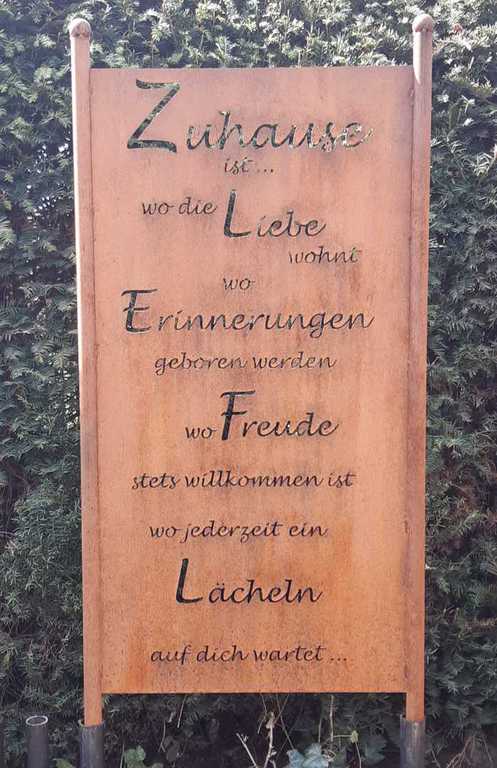 Zuhause
ist ...
wo die Liebe
wohnt
wo
Erinnerungen
geboren werden
wo Freude
stets willkommen ist
wo jederzeit ein
Lächeln
auf dich wartet ...